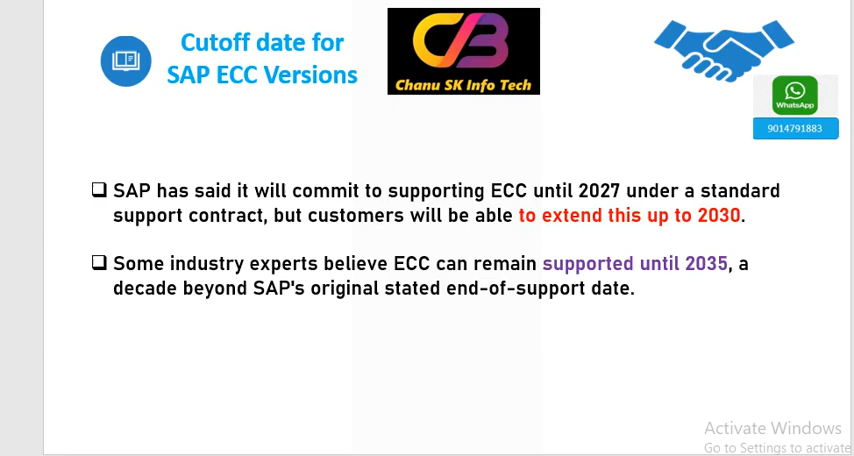 Cutoff date for
SAP ECC Versions
Chanu SK Info Tech
WhatsApp
9014791883
❑ SAP has said it will commit to supporting ECC until 2027 under a standard
support contract, but customers will be able to extend this up to 2030.
❑ Some industry experts believe ECC can remain supported until 2035, a
decade beyond SAP's original stated end-of-support date.
Activate Windows
Go to Settings to activate